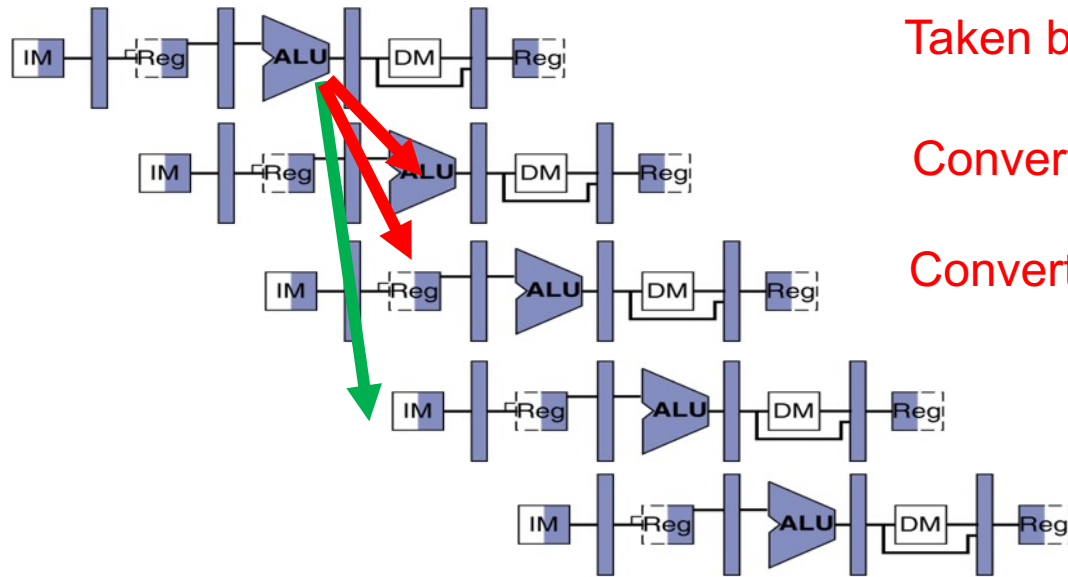 IM Reg ALU DM Reg
Taken b
IM Reg ALU DM Reg
Conver
IM Reg ALU DM Reg
Convert
IM Reg ALU DM Reg
IM Reg ALU DM Reg